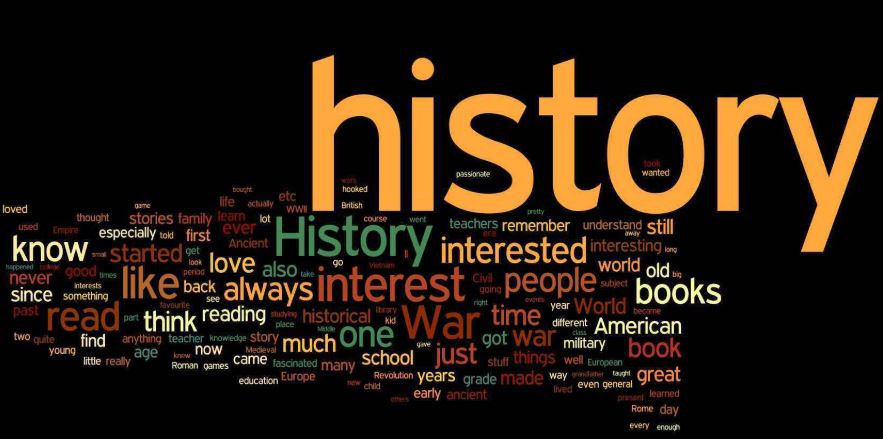 history
took
passionate
wanted
wars
hooked
bought
life actually etc
British
loved
game
WWII
pretty
thought stories family learn lot course went
used Empire ever History teachers remember understand still
especially told first era away
know small started get Ancient interested interesting long
happened college look love also go Vietnam li world old big
never good times period take
interests like back always interest Civil people subject
since something favourite see going books
past read part think reading studying historical library War right time events year World became
place kid
two quite find anything teacher knowledge story Middle one got war different class American
young now much gave military book
little really age know Medieval came school just stuff things well European
Roman games fascinated many
education Europe new Revolution years grade made way grandfather taught great
child early ancient lived even general
others present learned
Rome day
every enough